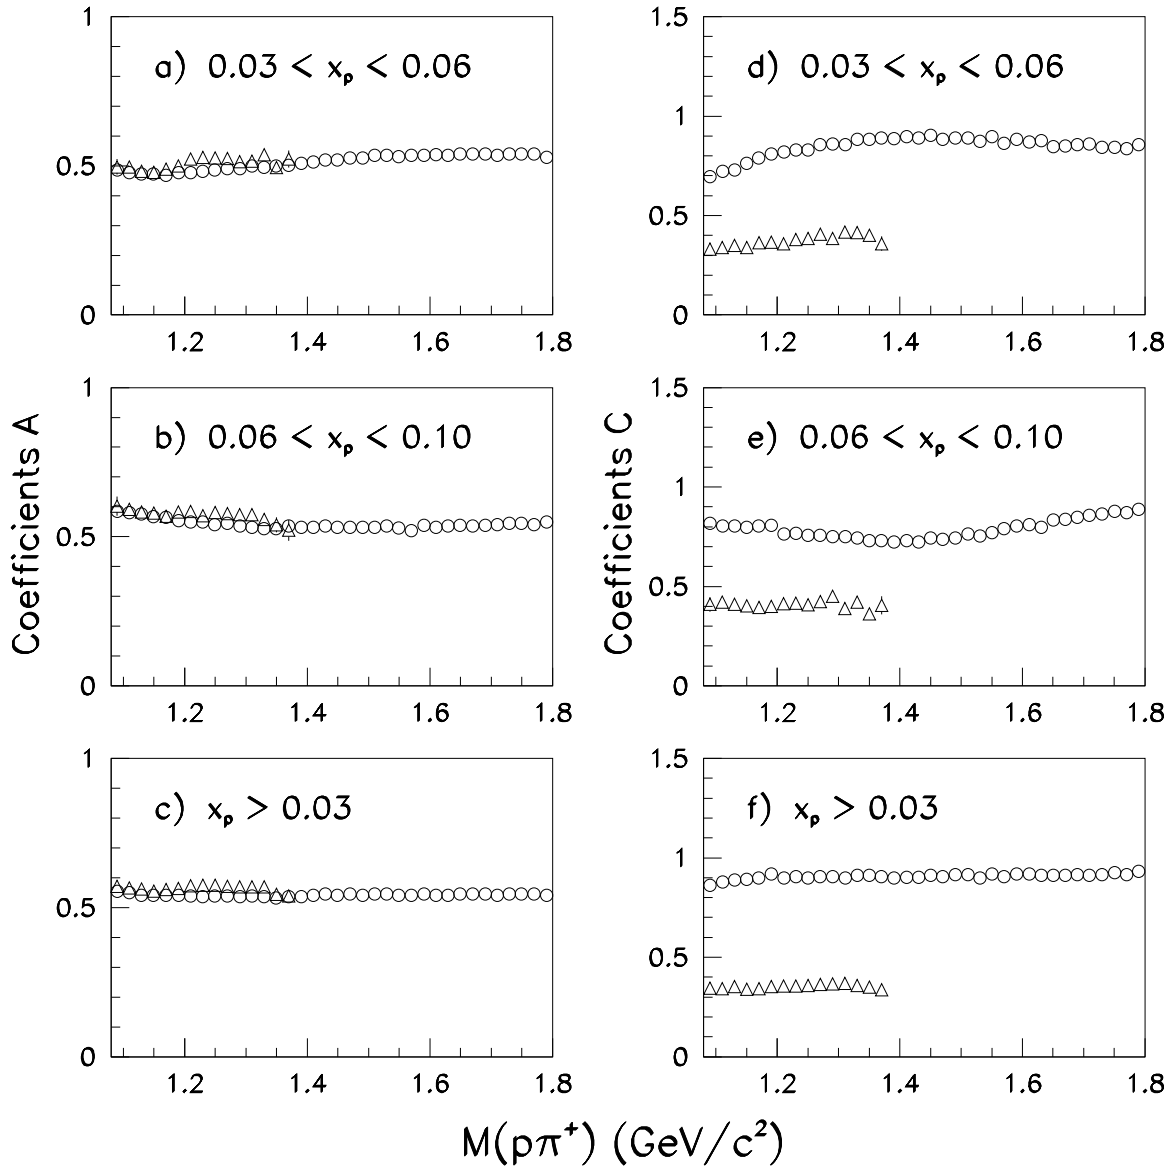 1
a) 0.03 < xₚ < 0.06
0.5
0
1.2 1.4 1.6 1.8
1.5
d) 0.03 < xₚ < 0.06
1
0.5
0
1.2 1.4 1.6 1.8
Coefficients A
1
b) 0.06 < xₚ < 0.10
0.5
0
1.2 1.4 1.6 1.8
Coefficients C
1.5
e) 0.06 < xₚ < 0.10
1
0.5
0
1.2 1.4 1.6 1.8
1
c) xₚ > 0.03
0.5
0
1.2 1.4 1.6 1.8
1.5
f) xₚ > 0.03
1
0.5
0
1.2 1.4 1.6 1.8
M(pπ⁺) (GeV/c²)